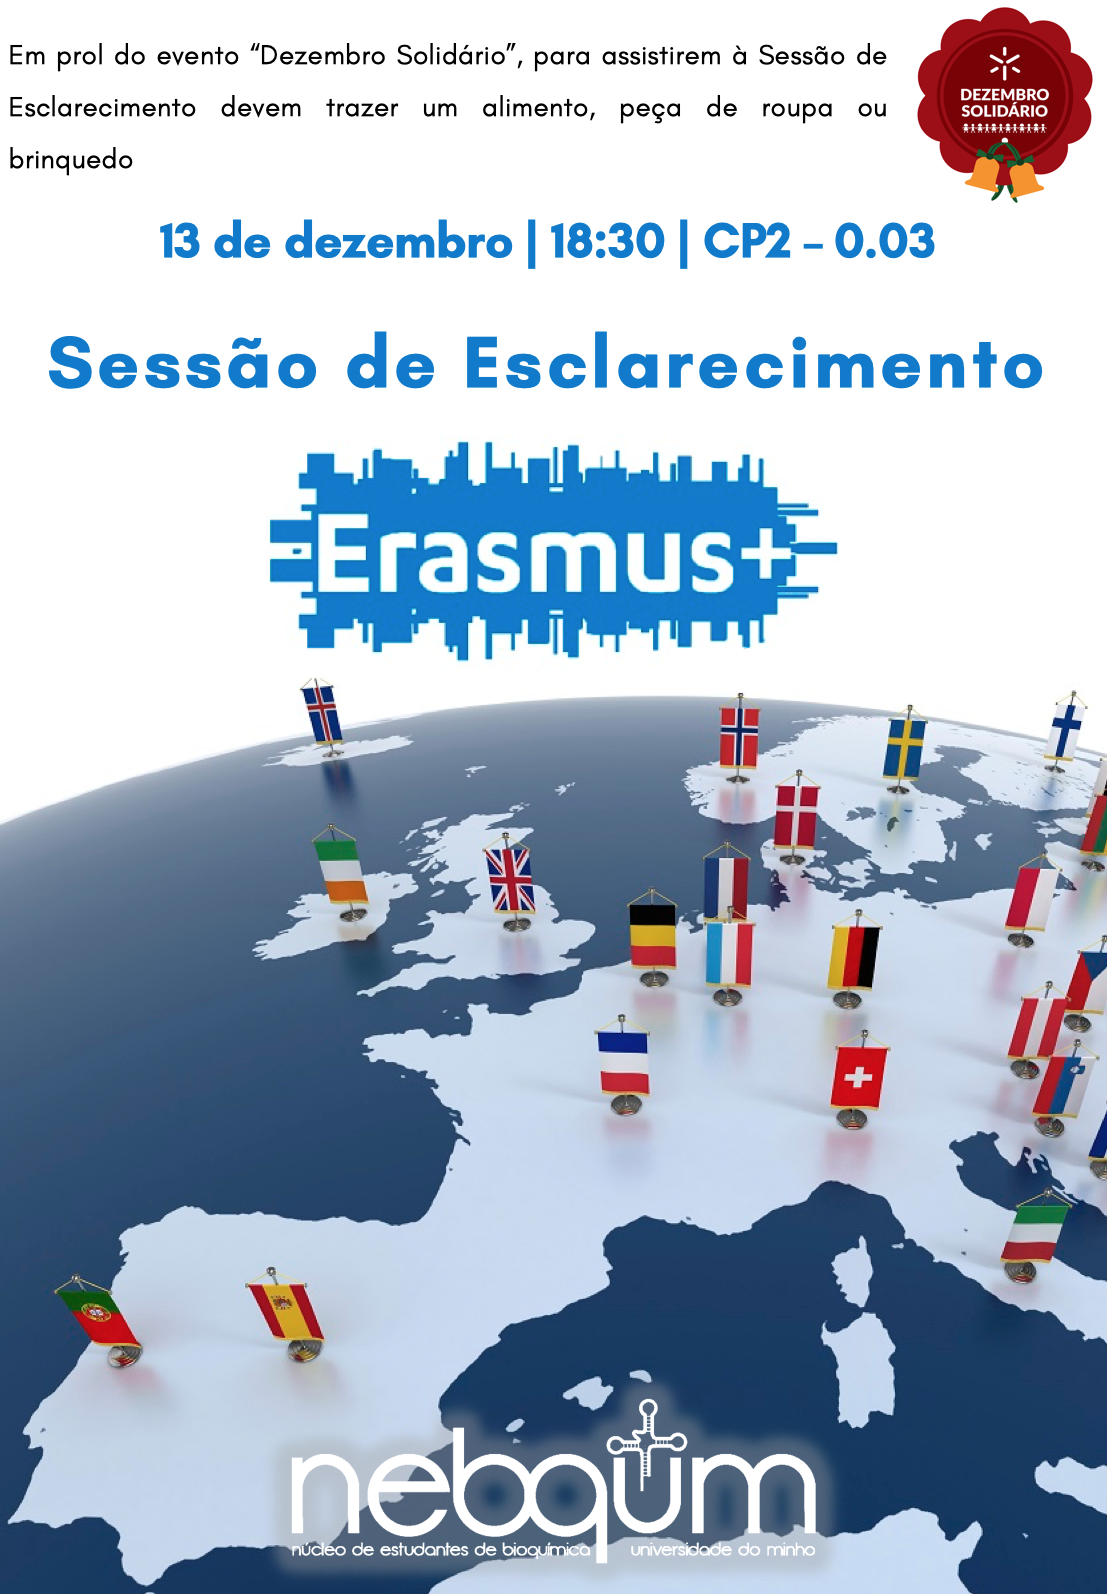 Em prol do evento “Dezembro Solidário”, para assistirem à Sessão de
Esclarecimento devem trazer um alimento, peça de roupa ou
brinquedo
DEZEMBRO
SOLIDÁRIO
13 de dezembro | 18:30 | CP2 – 0.03
Sessão de Esclarecimento
Erasmus+
nebqum
núcleo de estudantes de bioquímica universidade do minho